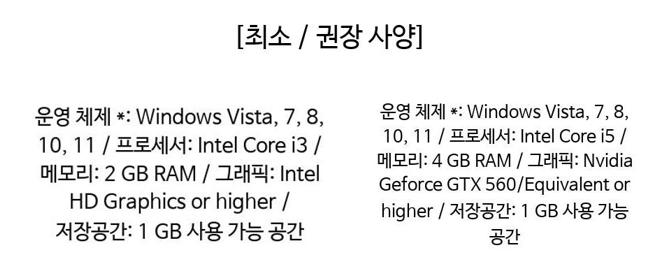 [최소 / 권장 사양]
운영 체제 *: Windows Vista, 7, 8,
10, 11 / 프로세서: Intel Core i3 /
메모리: 2 GB RAM / 그래픽: Intel
HD Graphics or higher /
저장공간: 1 GB 사용 가능 공간
운영 체제 *: Windows Vista, 7, 8,
10, 11 / 프로세서: Intel Core i5 /
메모리: 4 GB RAM / 그래픽: Nvidia
Geforce GTX 560/Equivalent or
higher / 저장공간: 1 GB 사용 가능
공간